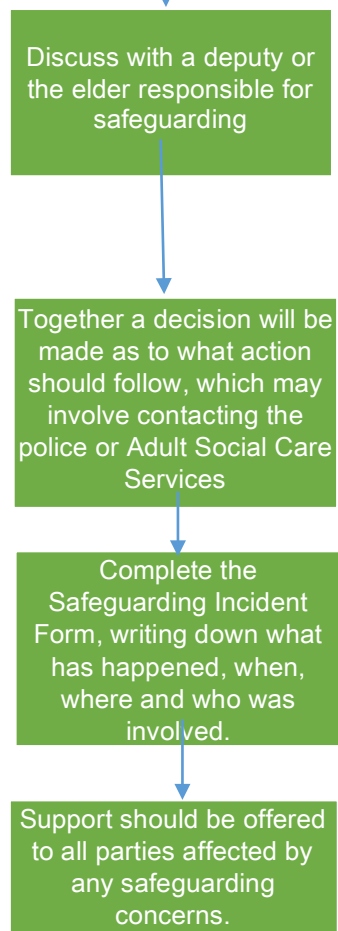 Discuss with a deputy or
the elder responsible for
safeguarding
Together a decision will be
made as to what action
should follow, which may
involve contacting the
police or Adult Social Care
Services
Complete the
Safeguarding Incident
Form, writing down what
has happened, when,
where and who was
involved.
Support should be offered
to all parties affected by
any safeguarding
concerns.